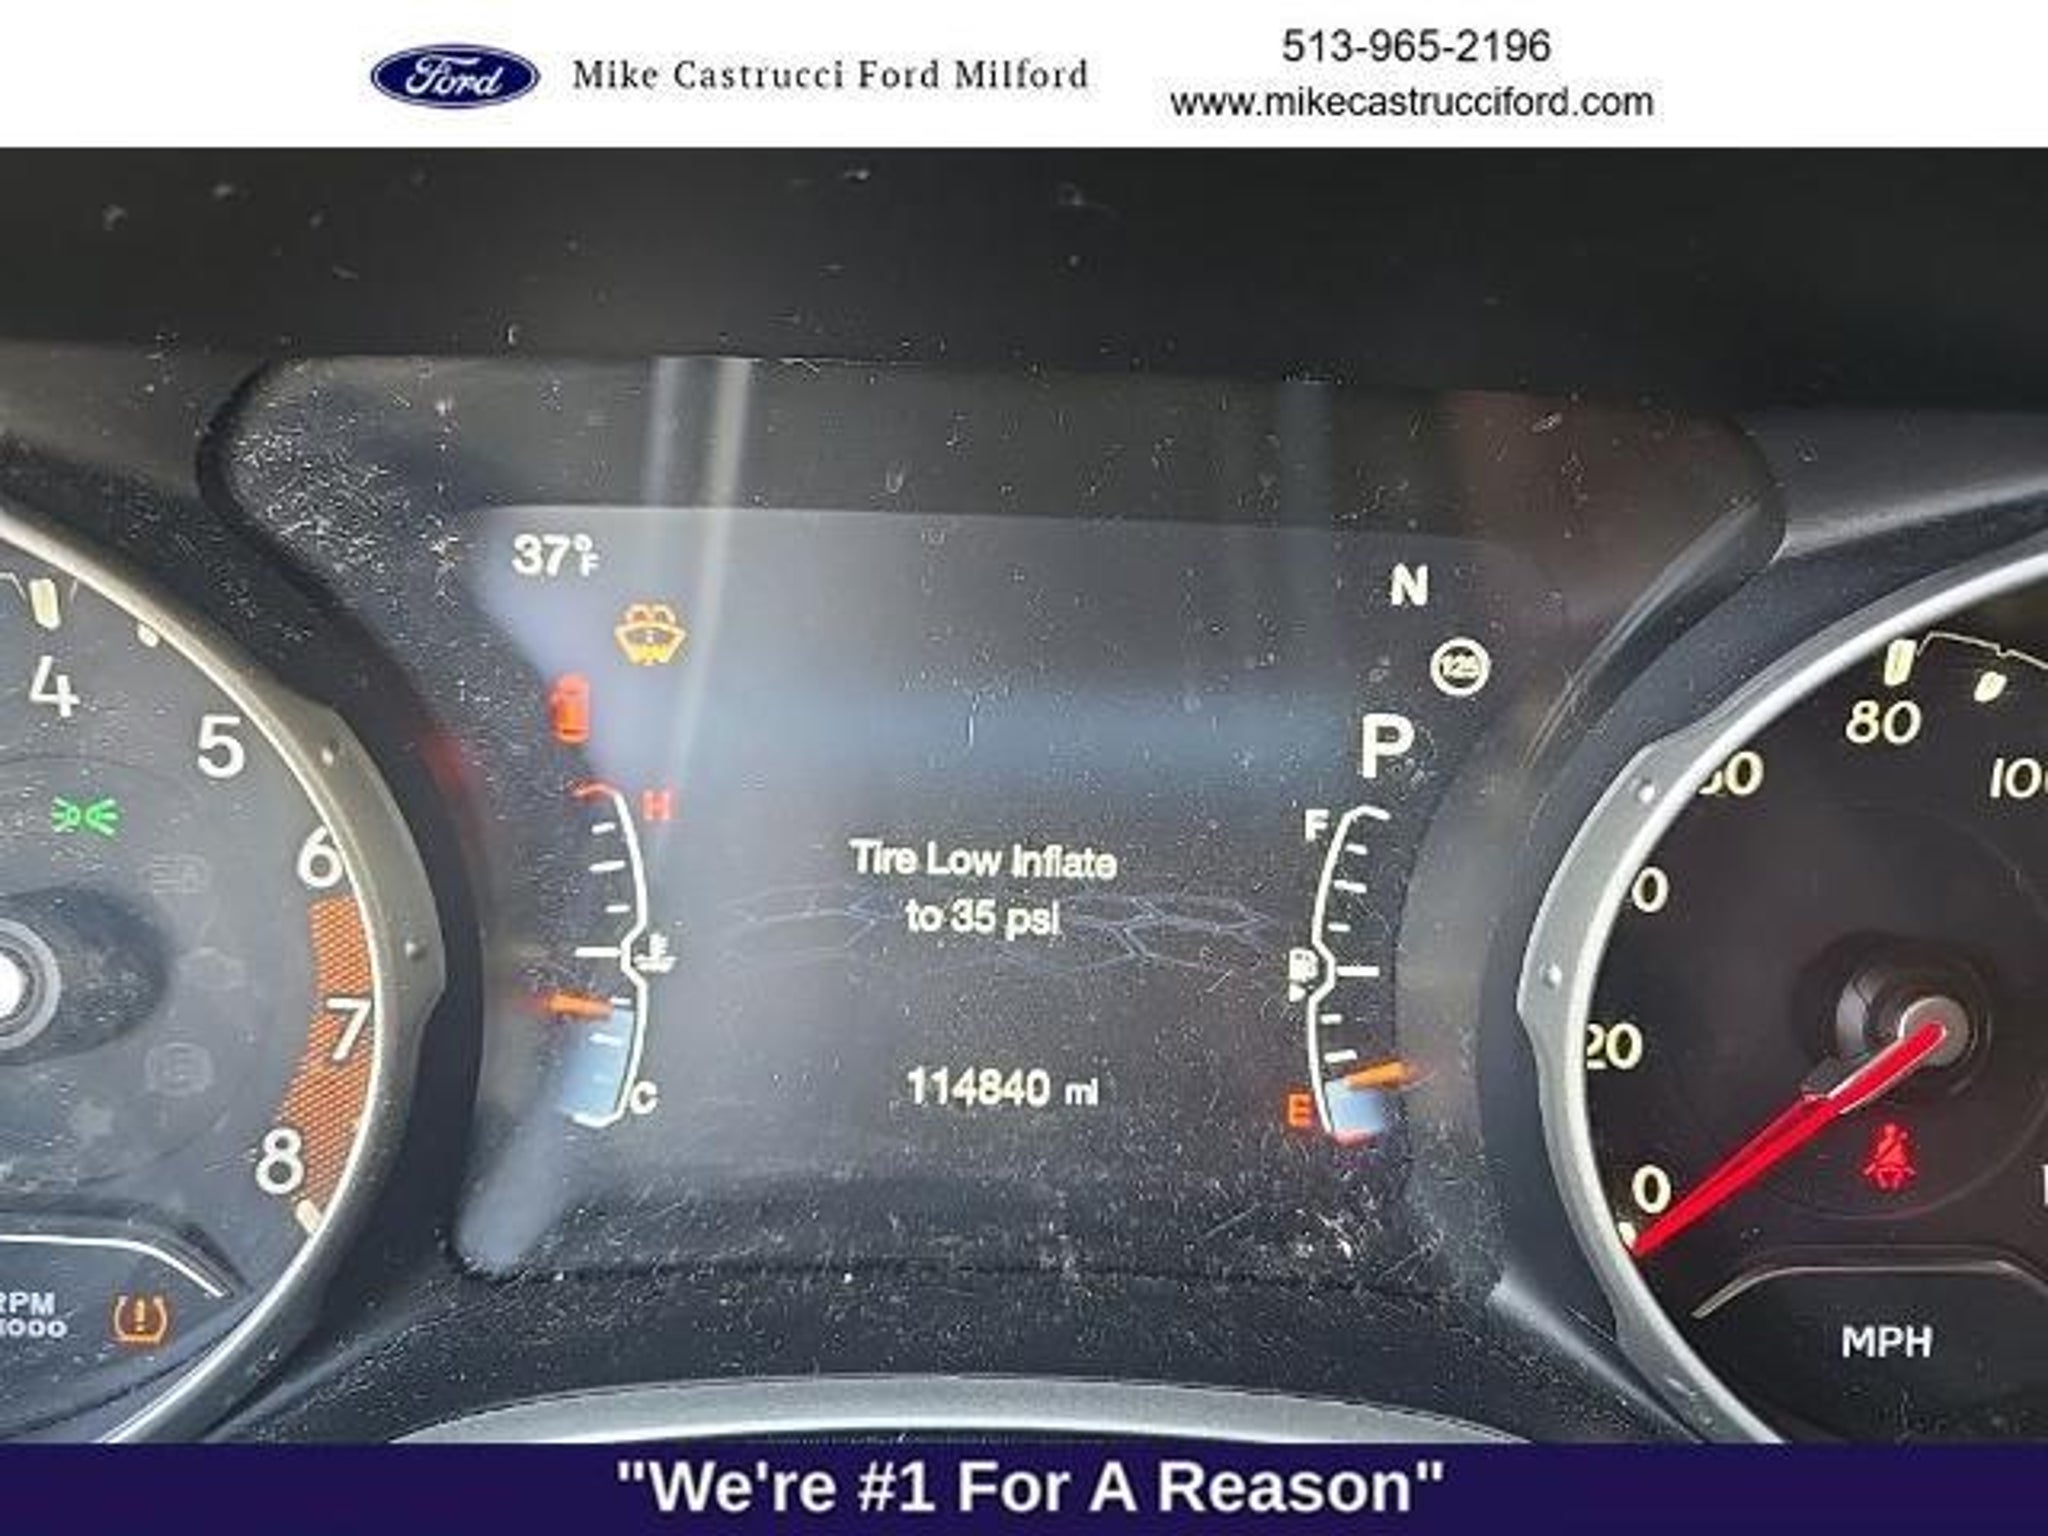 Ford
Mike Castrucci Ford Milford
513-965-2196
www.mikecastrucciford.com
37°F
N
125
P
4
5
6
7
8
H
C
F
E
Tire Low Inflate
to 35 psi
114840 mi
80
20
0
RPM
MPH
"We're #1 For A Reason"